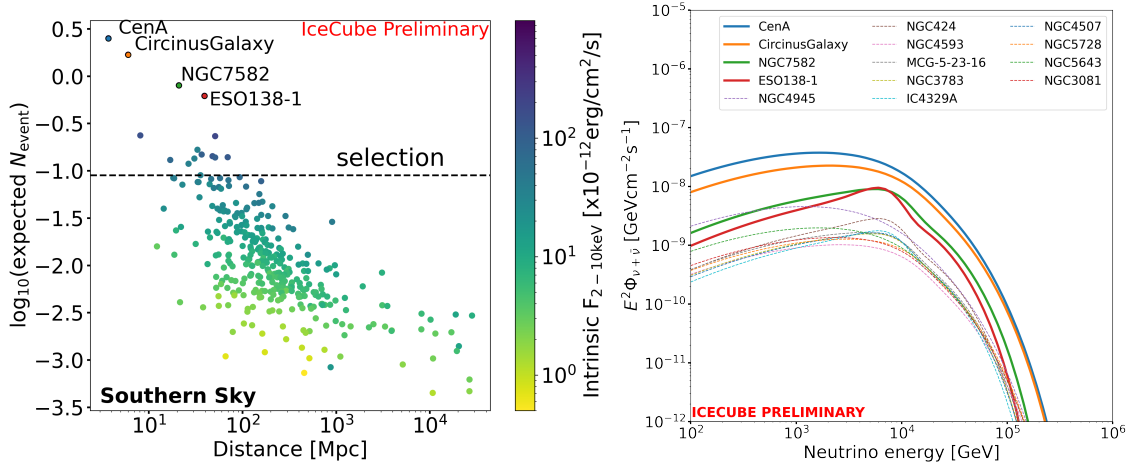 IceCube Preliminary
CenA
CircinusGalaxy
NGC7582
ESO138-1
selection
Southern Sky
0.5
0.0
−0.5
−1.0
−1.5
−2.0
−2.5
−3.0
−3.5
log₁₀(expected N_event)
10¹ 10² 10³ 10⁴
Distance [Mpc]
10²
10¹
10⁰
Intrinsic F₂₋₁₀keV [x10⁻¹²erg/cm²/s]
CenA NGC424 NGC4507
CircinusGalaxy NGC4593 NGC5728
NGC7582 MCG-5-23-16 NGC5643
ESO138-1 NGC3783 NGC3081
NGC4945 IC4329A
10⁻⁵
10⁻⁶
10⁻⁷
10⁻⁸
10⁻⁹
10⁻¹⁰
10⁻¹¹
10⁻¹²
E²Φ_ν+ν̄ [GeVcm⁻²s⁻¹]
ICECUBE PRELIMINARY
10² 10³ 10⁴ 10⁵ 10⁶
Neutrino energy [GeV]